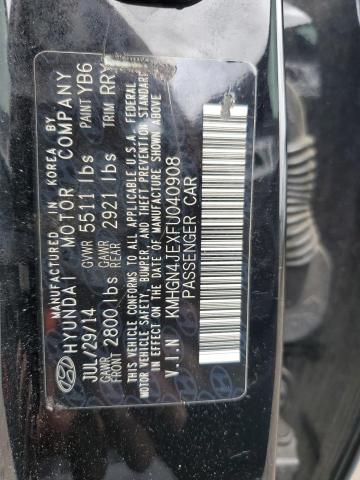 MANUFACTURED IN KOREA BY
HYUNDAI MOTOR COMPANY
JUL/29/14 GVWR 5511 lbs PAINT YB6
GAWR FRONT 2800 lbs GAWR REAR 2921 lbs TRIM RRY
THIS VEHICLE CONFORMS TO ALL APPLICABLE U.S.A. FEDERAL
MOTOR VEHICLE SAFETY, BUMPER, AND THEFT PREVENTION STANDARDS
IN EFFECT ON THE DATE OF MANUFACTURE SHOWN ABOVE.
V.I.N KMHGN4JEXFU040908
PASSENGER CAR